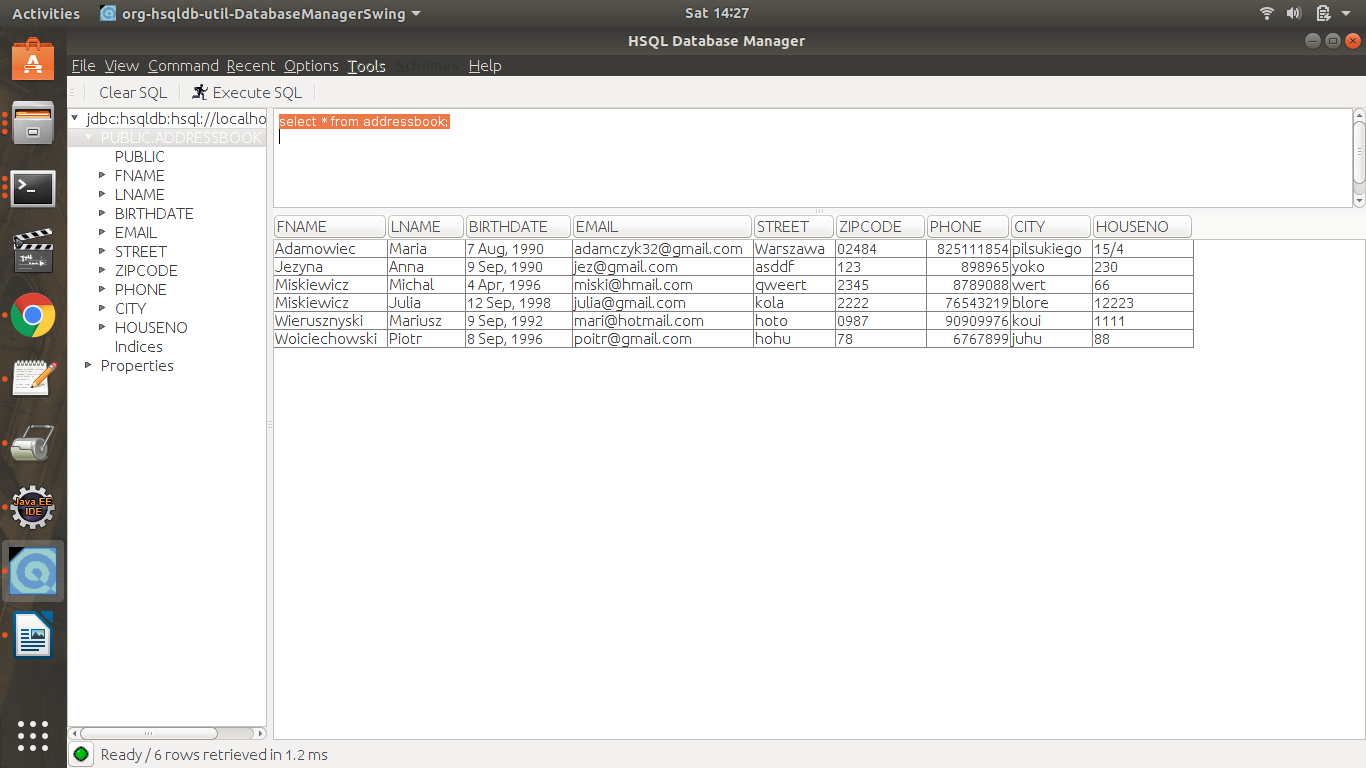 Activities org-hsqldb-util-DatabaseManagerSwing Sat 14:27
HSQL Database Manager
File View Command Recent Options Tools Schemas Help
Clear SQL Execute SQL
jdbc:hsqldb:hsql://localho
select * from addressbook;
PUBLIC.ADDRESSBOOK
PUBLIC
FNAME
LNAME
BIRTHDATE
EMAIL
STREET
ZIPCODE
PHONE
CITY
HOUSENO
Indices
Properties
FNAME LNAME BIRTHDATE EMAIL STREET ZIPCODE PHONE CITY HOUSENO
Adamowiec Maria 7 Aug, 1990 adamczyk32@gmail.com Warszawa 02484 825111854 pilsukiego 15/4
Jezyna Anna 9 Sep, 1990 jez@gmail.com asddf 123 898965 yoko 230
Miskiewicz Michal 4 Apr, 1996 miski@hmail.com qweert 2345 8789088 wert 66
Miskiewicz Julia 12 Sep, 1998 julia@gmail.com kola 2222 76543219 blore 12223
Wierusznyski Mariusz 9 Sep, 1992 mari@hotmail.com hoto 0987 90909976 koui 1111
Woiciechowski Piotr 8 Sep, 1996 poitr@gmail.com hohu 78 6767899 juhu 88
Java EE
IDE
Ready / 6 rows retrieved in 1.2 ms